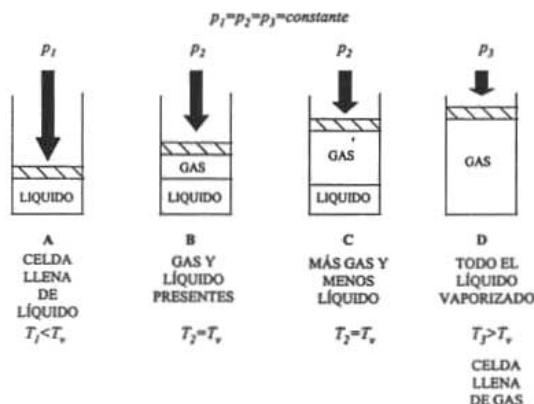 p₁=p₂=p₃=constante
p₁ p₂ p₂ p₃
LIQUIDO
GAS
LIQUIDO
GAS
LIQUIDO
GAS
A
CELDA
LLENA
DE
LÍQUIDO
T₁<Tᵥ
B
GAS Y
LÍQUIDO
PRESENTES
T₂=Tᵥ
C
MÁS GAS Y
MENOS
LÍQUIDO
T₂=Tᵥ
D
TODO EL
LÍQUIDO
VAPORIZADO
T₃>Tᵥ
CELDA
LLENA
DE GAS